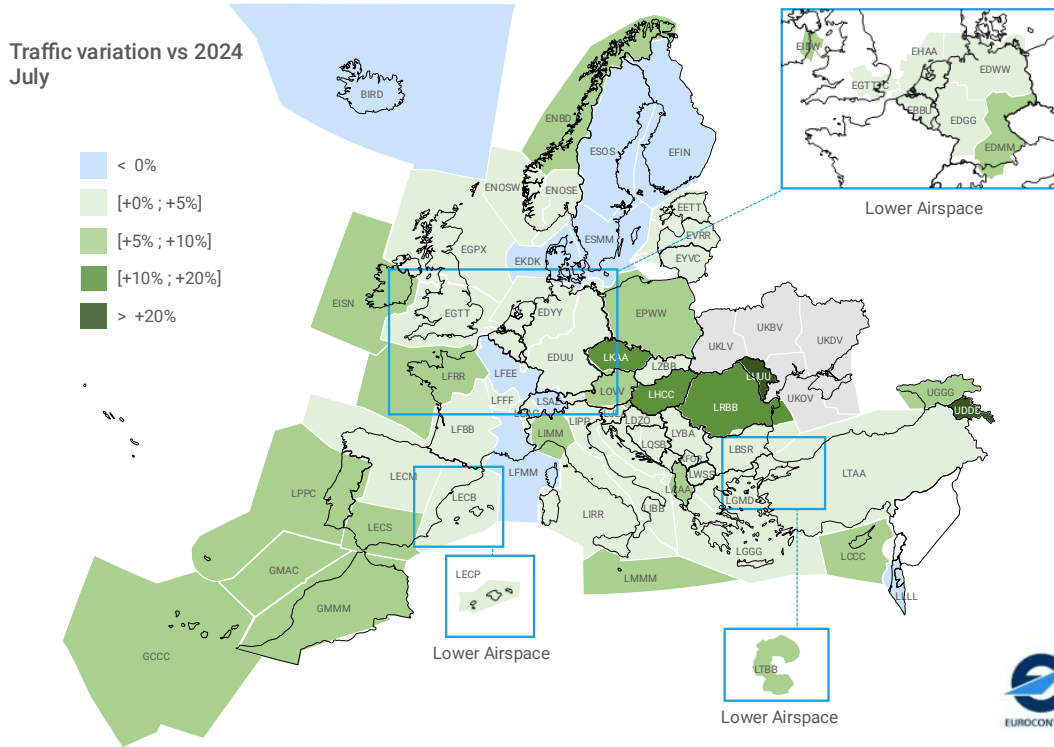 Traffic variation vs 2024
July
< 0%
[+0% ; +5%]
[+5% ; +10%]
[+10% ; +20%]
> +20%
BIRD
ENBD
ESOS
EFIN
ENOSW
ENOSE
EETT
EVRR
EYVC
ESMM
EKDK
EGPX
EISN
EGTT
EDYY
EPWW
EDUU
LKAA
LZBB
UKLV
UKBV
UKDV
UKOV
LFRR
LFEE
LFFF
LSAZ
LOVV
LHCC
LRBB
LUUU
UGGG
UDDD
LFBB
LIMM
LIPP
LDZO
LQSB
LYBA
LBSR
LTAA
LWSS
LFMM
LECM
LECB
LPPC
LECS
LIRR
LIBB
LAAA
LGMD
LGGG
LCCC
LLLL
LMMM
GMAC
GMMM
GCCC
EIDW
EHAA
EGTTTC
EBBU
EDWW
EDGG
EDMM
Lower Airspace
LECP
Lower Airspace
LTBB
Lower Airspace